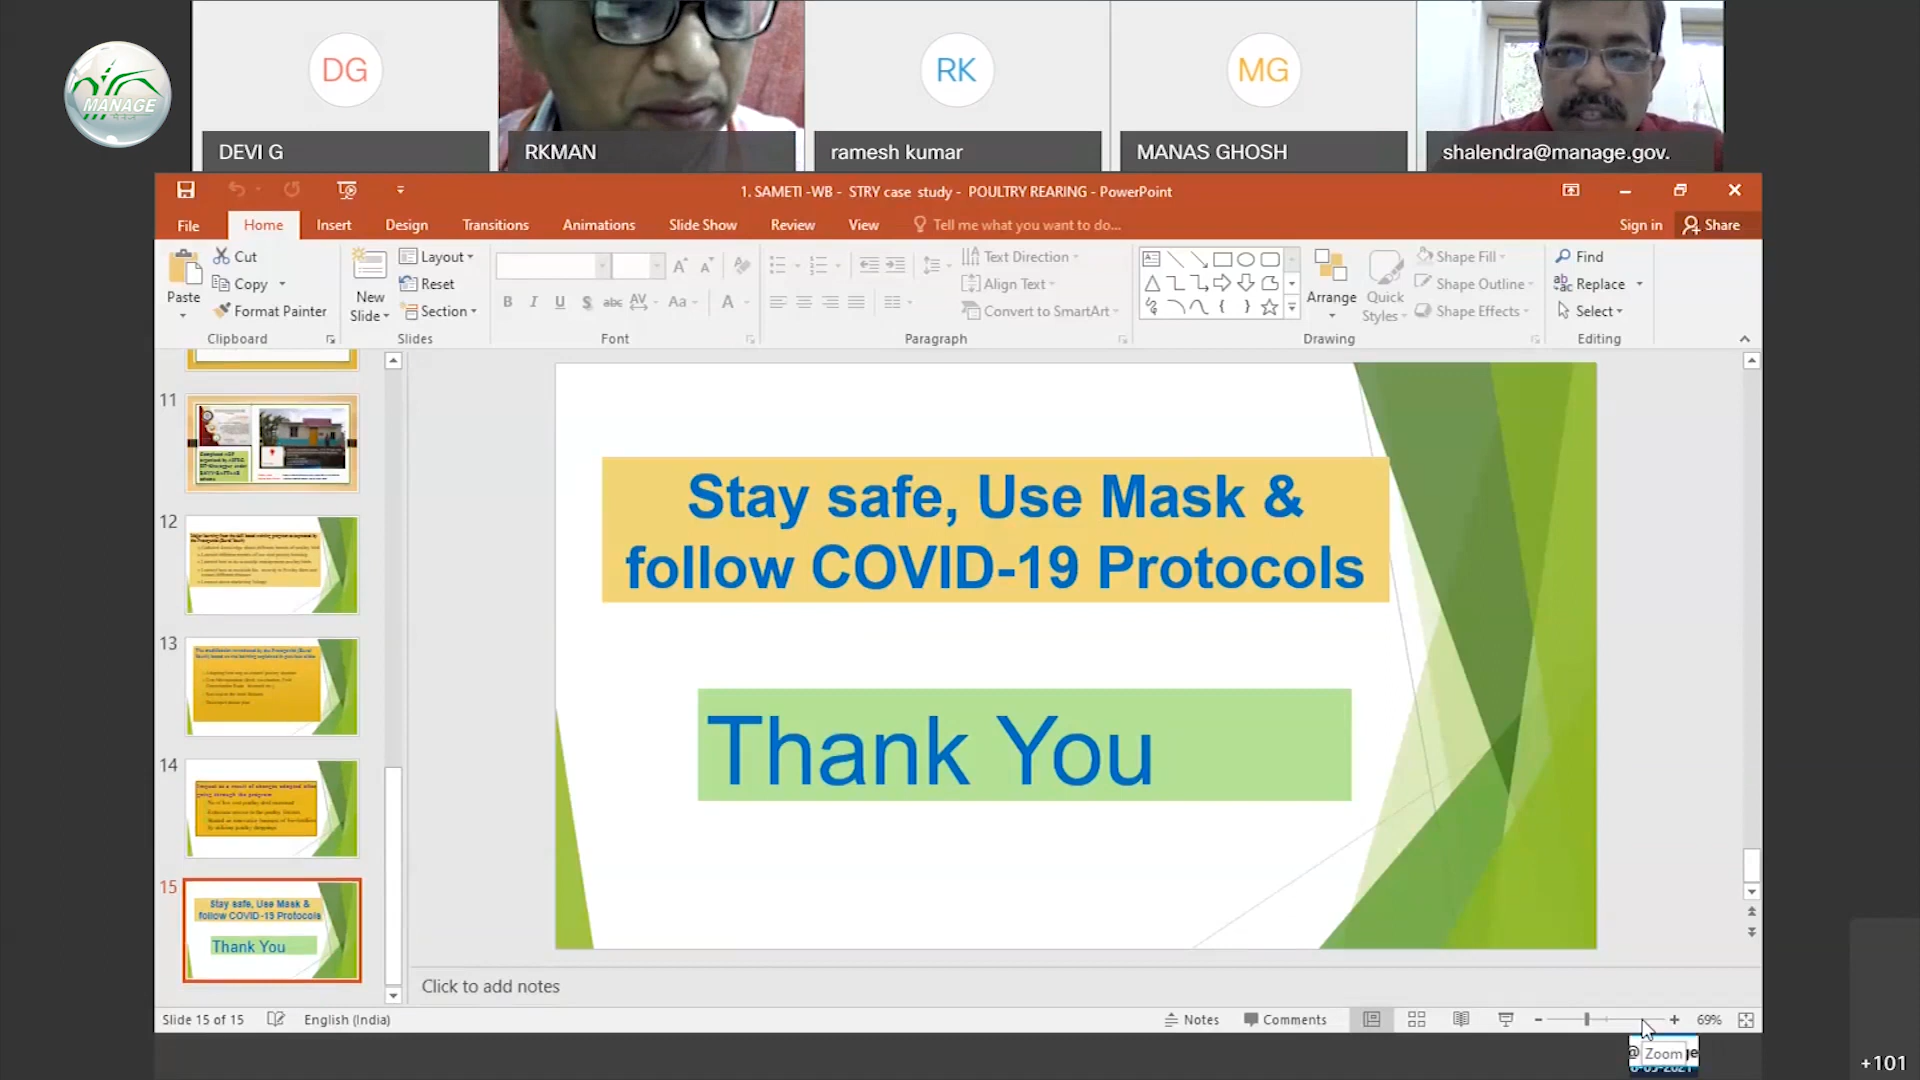 MANAGE
DG
RK
MG
DEVI G
RKMAN
ramesh kumar
MANAS GHOSH
shalendra@manage.gov.
1. SAMETI -WB - STRY case study - POULTRY REARING - PowerPoint
File
Home
Insert
Design
Transitions
Animations
Slide Show
Review
View
Tell me what you want to do...
Sign in
Share
Paste
Cut
Copy
Format Painter
Clipboard
New
Slide
Layout
Reset
Section
Slides
Font
Text Direction
Align Text
Convert to SmartArt
Paragraph
Arrange
Quick
Styles
Shape Fill
Shape Outline
Shape Effects
Drawing
Find
Replace
Select
Editing
11
12
13
14
15
Stay safe, Use Mask &
follow COVID-19 Protocols
Thank You
Stay safe, Use Mask &
follow COVID-19 Protocols
Thank You
Click to add notes
Slide 15 of 15
English (India)
Notes
Comments
69%
Zoom
+101